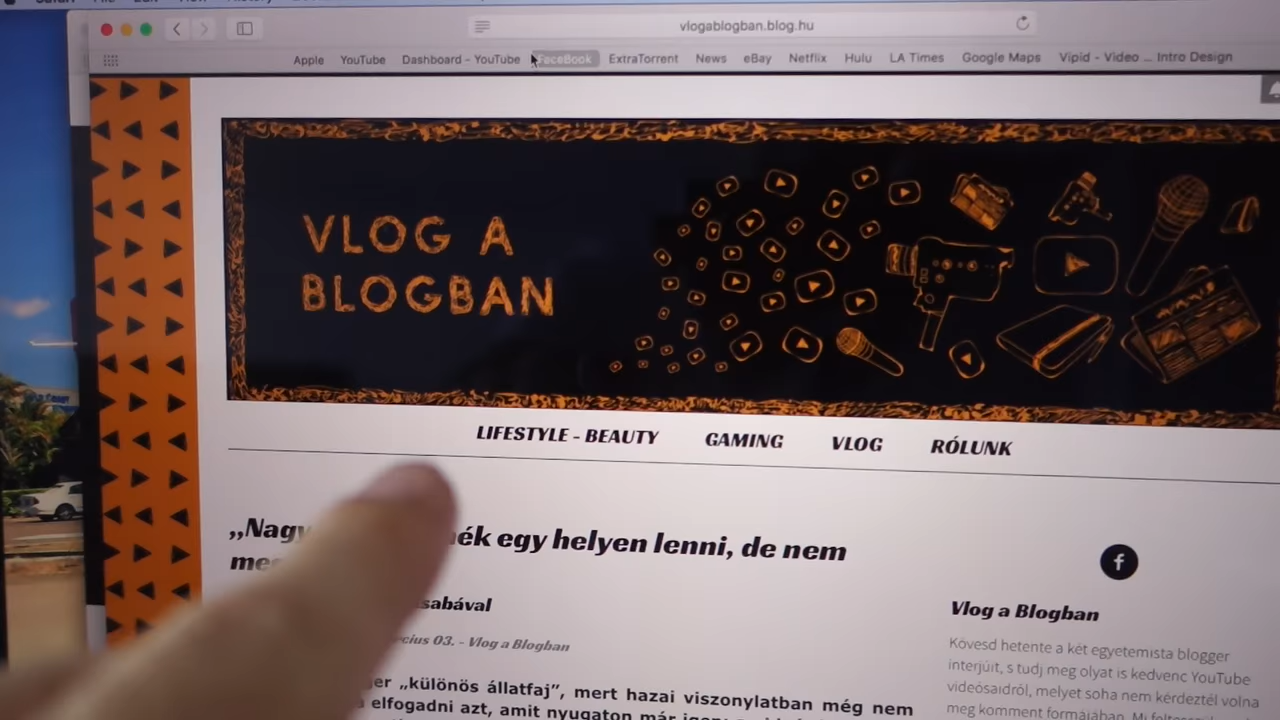 vlogablogban.blog.hu
Apple YouTube Dashboard - YouTube FaceBook ExtraTorrent News eBay Netflix Hulu LA Times Google Maps Vipid - Video ... Intro Design
VLOG A
BLOGBAN
LIFESTYLE - BEAUTY GAMING VLOG RÓLUNK
„Nagy egy helyen lenni, de nem
- Vlog a Blogban
„különös állatfaj”, mert hazai viszonylatban még nem
elfogadni azt, amit nyugaton már
f
Vlog a Blogban
Kövesd hetente a két egyetemista blogger
interjúit, s tudj meg olyat is kedvenc YouTube
videósaidról, melyet soha nem kérdeztél volna
meg komment formájában.